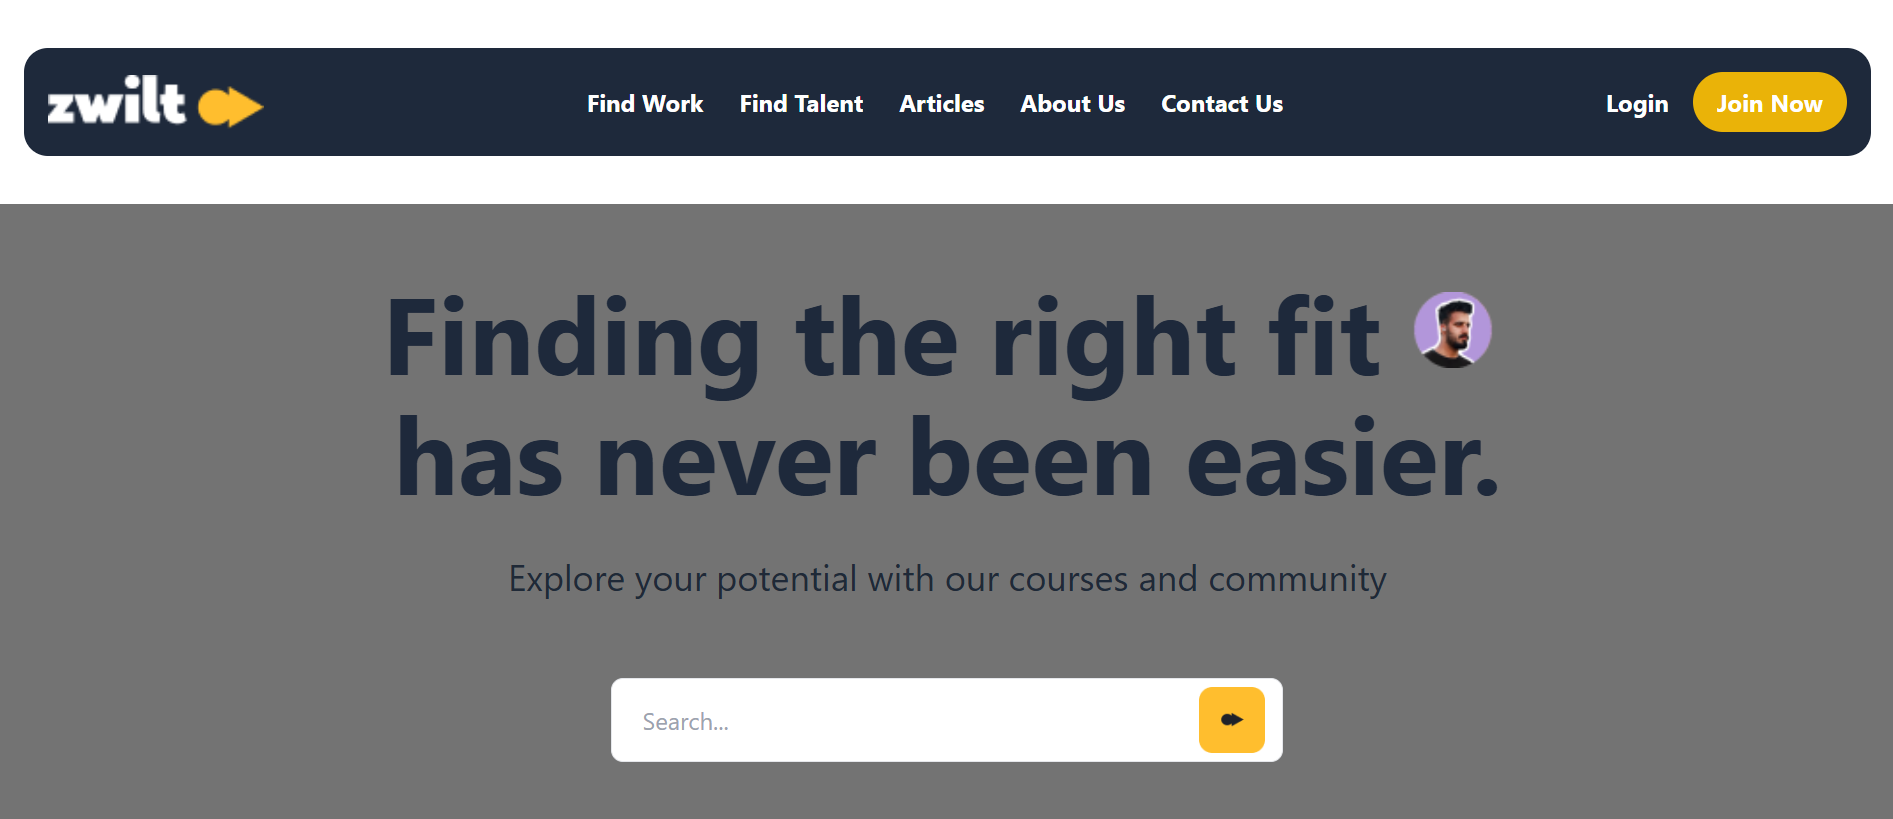 zwilt
Find Work Find Talent Articles About Us Contact Us Login Join Now
Finding the right fit
has never been easier.
Explore your potential with our courses and community
Search...